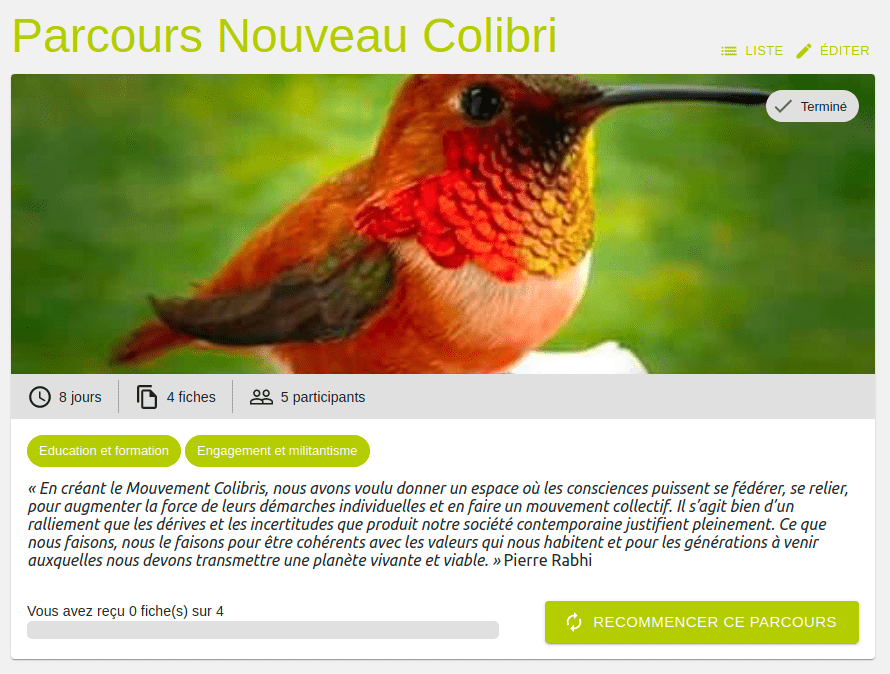 Parcours Nouveau Colibri
LISTE ÉDITER
Terminé
8 jours 4 fiches 5 participants
Education et formation Engagement et militantisme
« En créant le Mouvement Colibris, nous avons voulu donner un espace où les consciences puissent se fédérer, se relier,
pour augmenter la force de leurs démarches individuelles et en faire un mouvement collectif. Il s’agit bien d’un
ralliement que les dérives et les incertitudes que produit notre société contemporaine justifient pleinement. Ce que
nous faisons, nous le faisons pour être cohérents avec les valeurs qui nous habitent et pour les générations à venir
auxquelles nous devons transmettre une planète vivante et viable. » Pierre Rabhi
Vous avez reçu 0 fiche(s) sur 4
RECOMMENCER CE PARCOURS